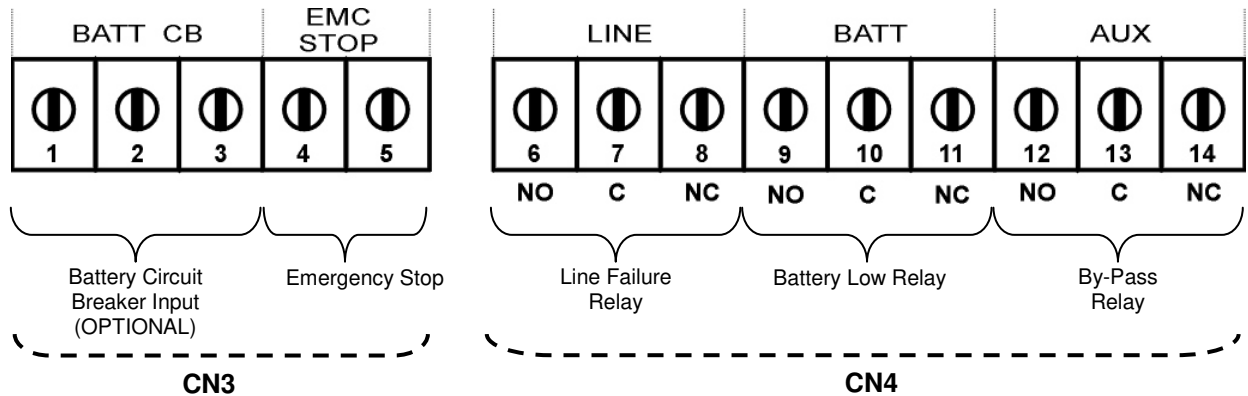 BATT CB
EMC
STOP
LINE
BATT
AUX
1 2 3 4 5 6 7 8 9 10 11 12 13 14
NO C NC NO C NC NO C NC
Battery Circuit
Breaker Input
(OPTIONAL)
Emergency Stop
Line Failure
Relay
Battery Low Relay
By-Pass
Relay
CN3
CN4